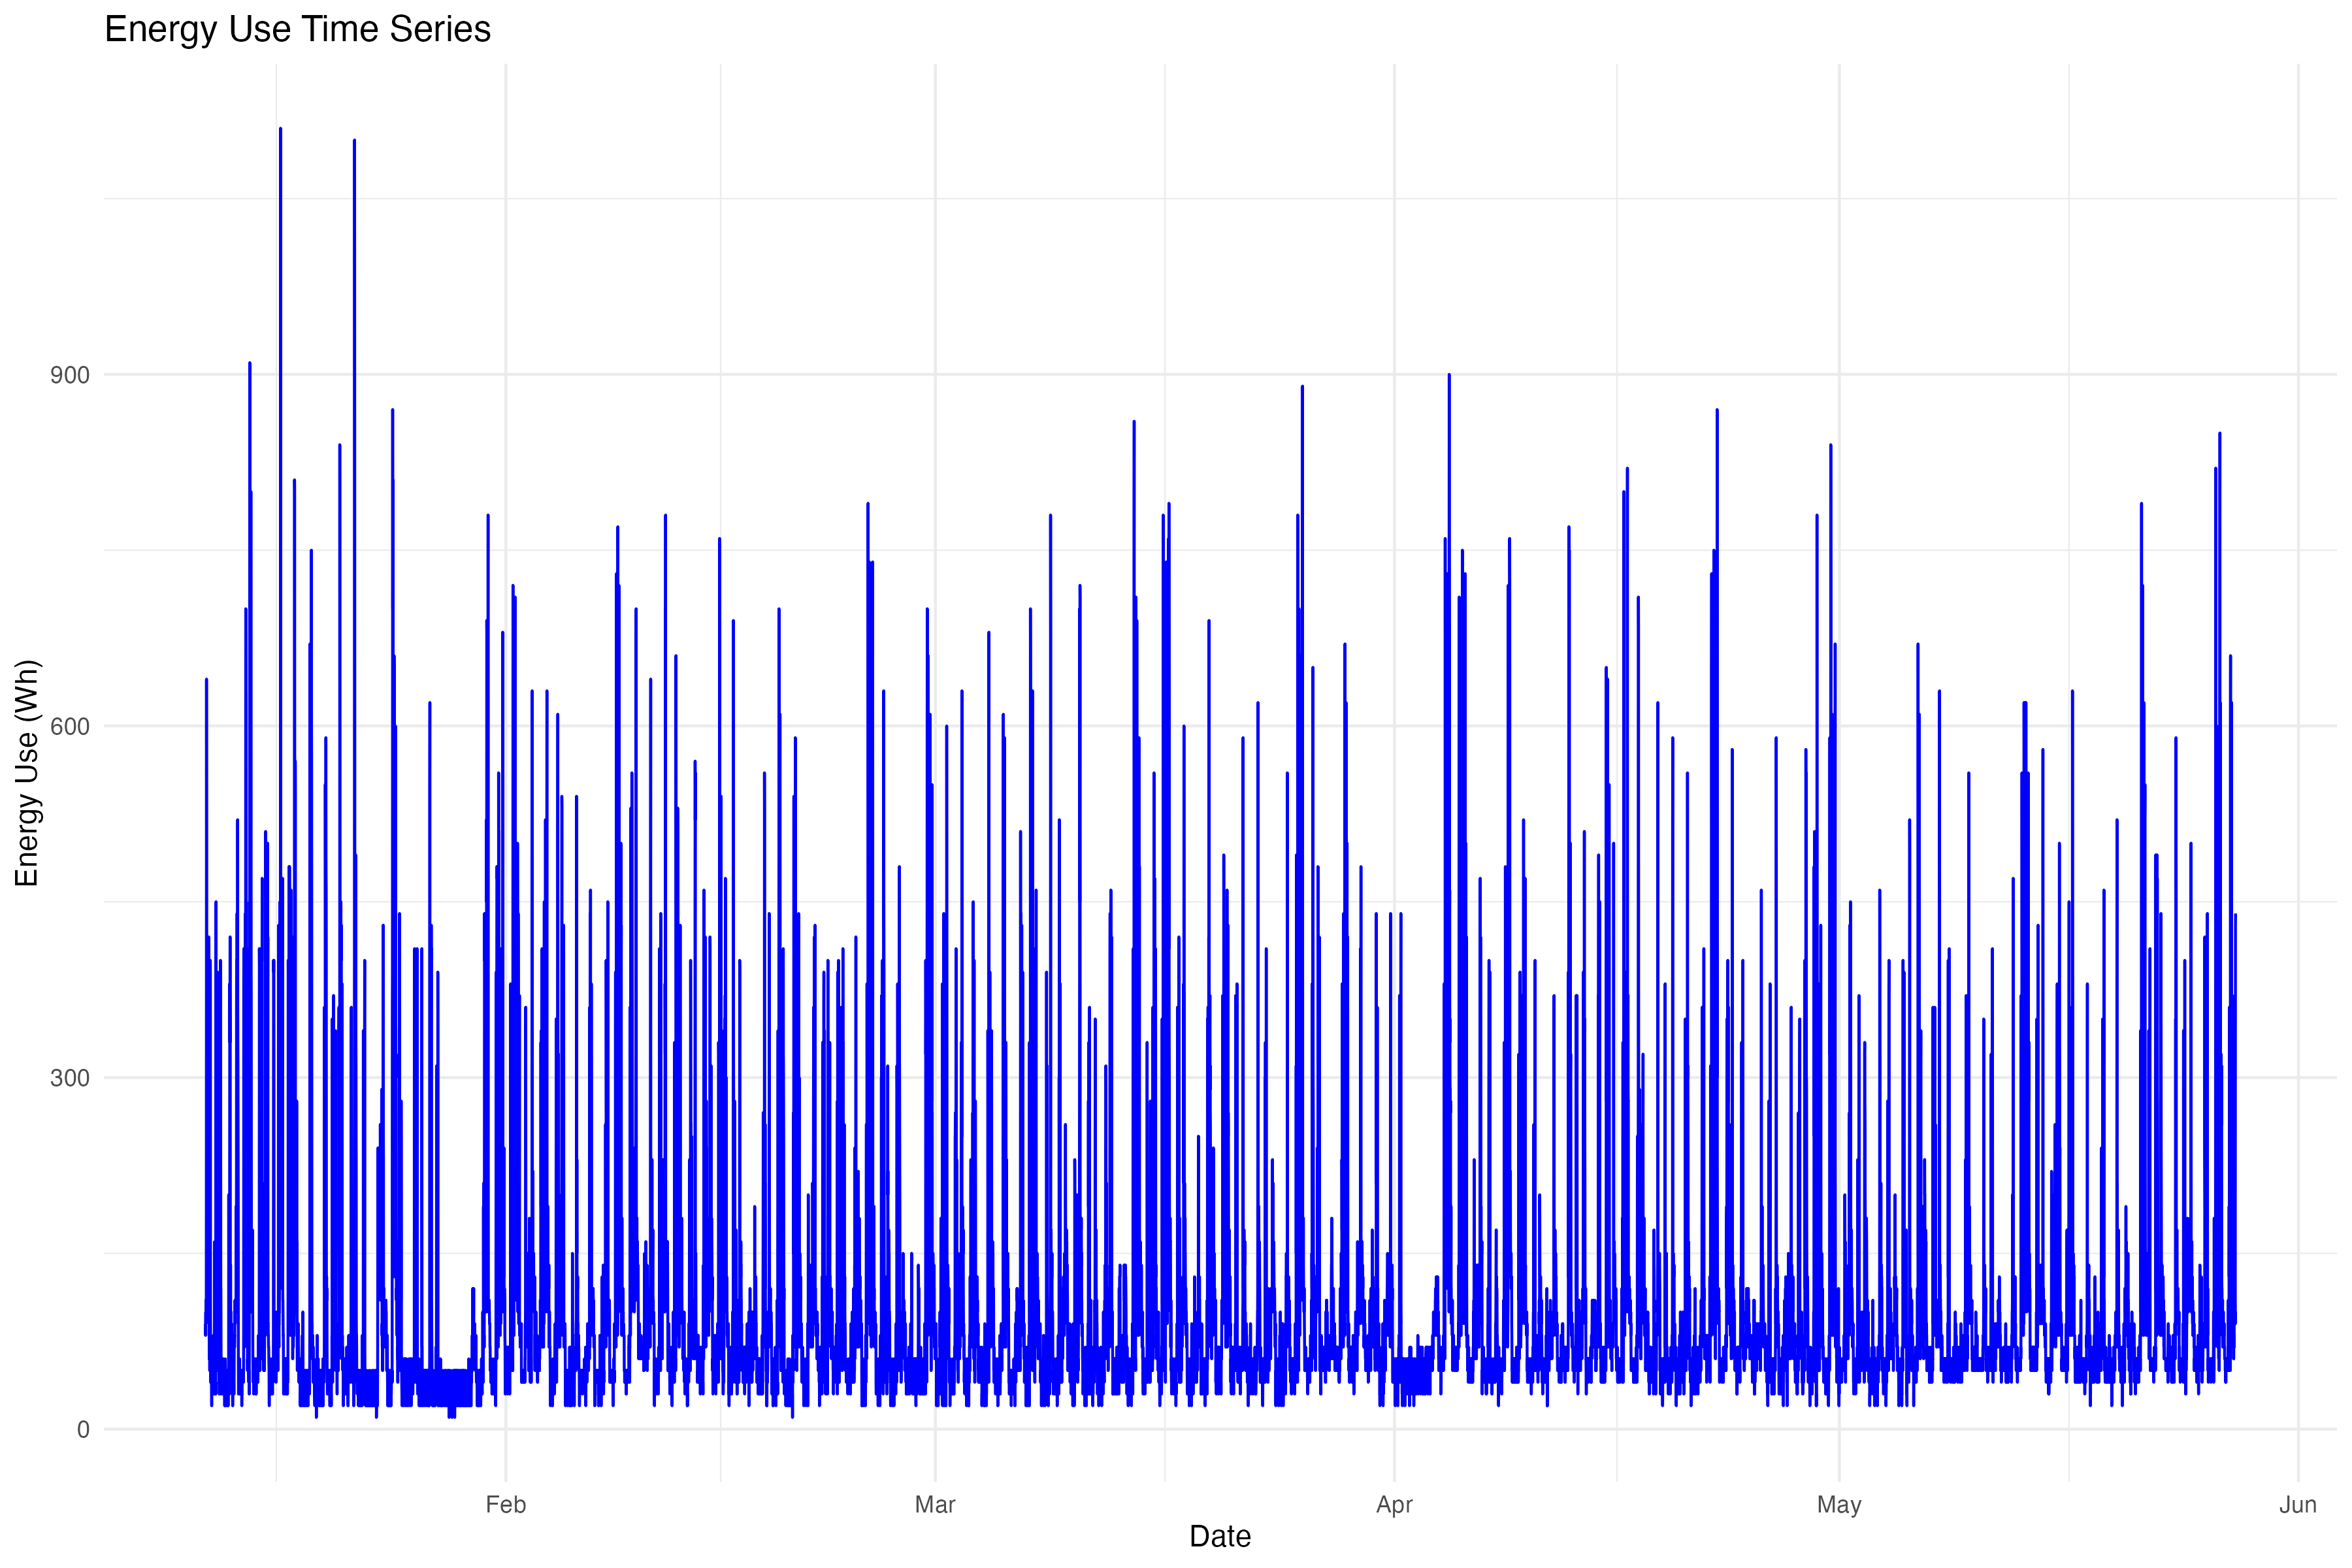 Energy Use Time Series
Energy Use (Wh)
900
600
300
0
Feb
Mar
Apr
May
Jun
Date